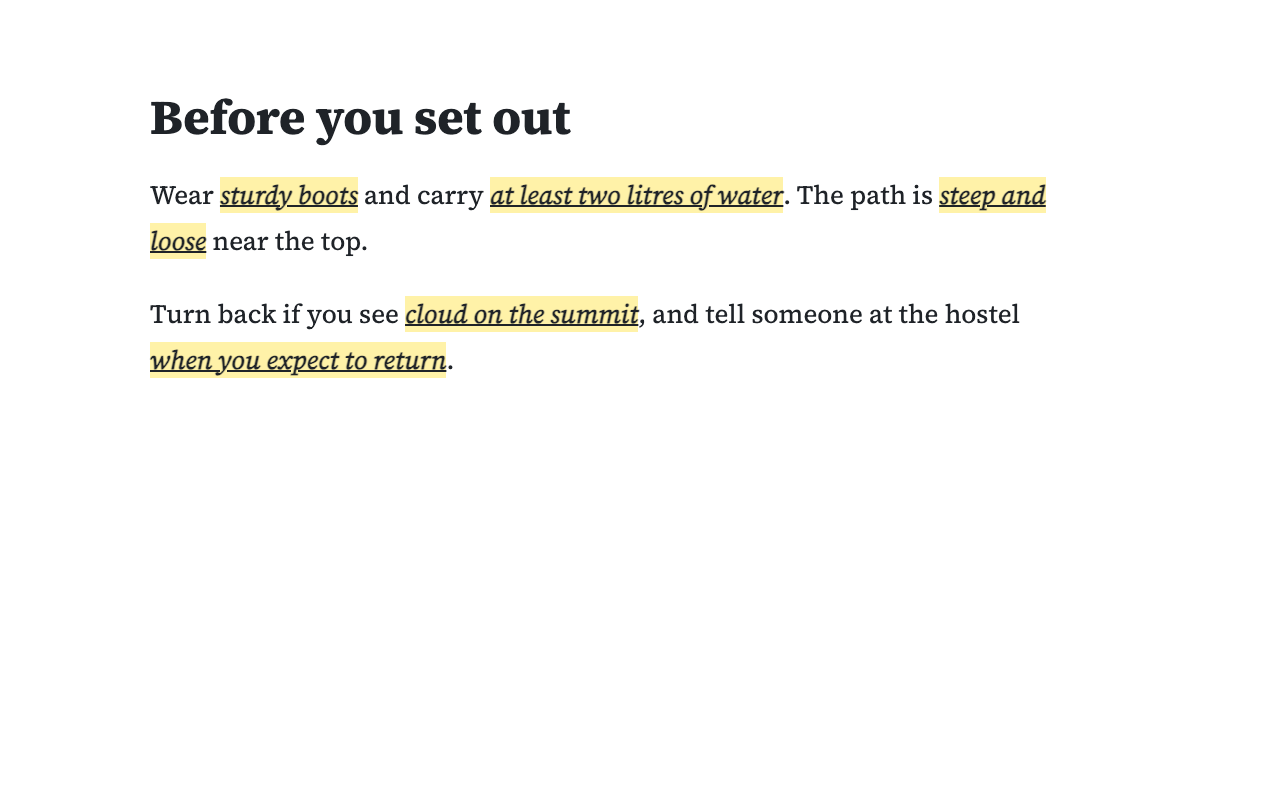 Before you set out
Wear sturdy boots and carry at least two litres of water. The path is steep and
loose near the top.
Turn back if you see cloud on the summit, and tell someone at the hostel
when you expect to return.